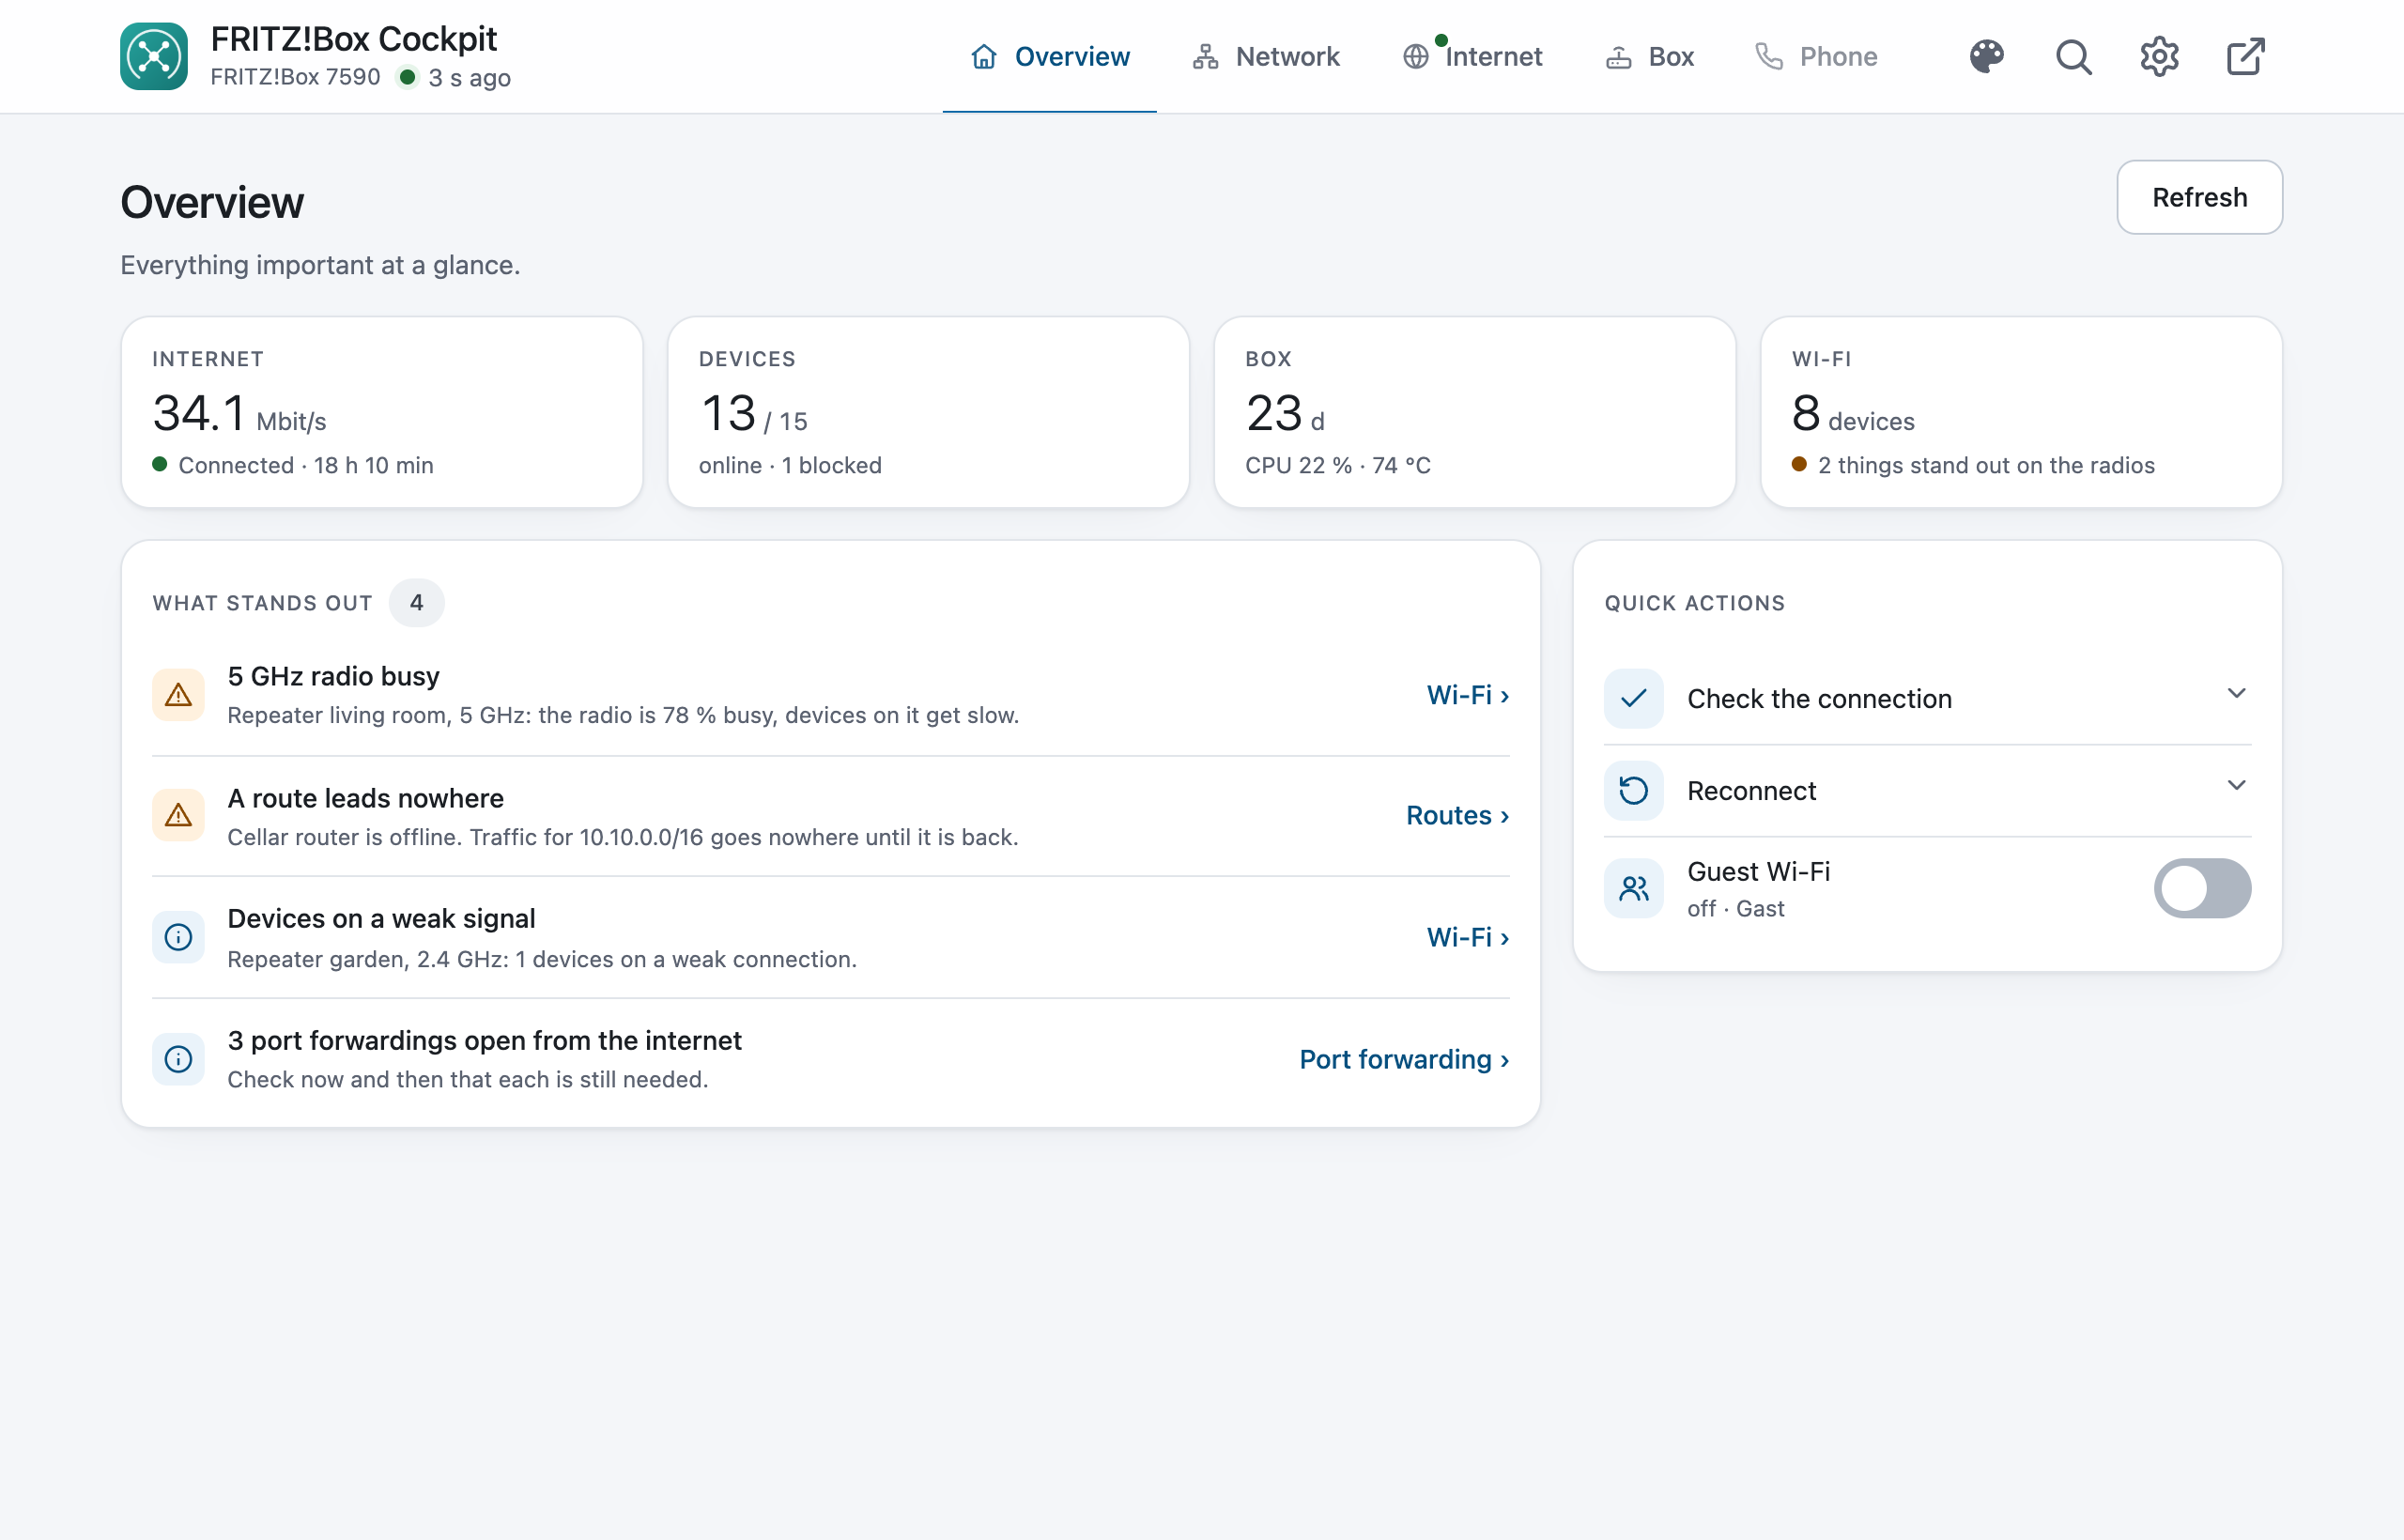 FRITZ!Box Cockpit
FRITZ!Box 7590 3 s ago
Overview
Network
Internet
Box
Phone
Overview
Refresh
Everything important at a glance.
INTERNET
34.1 Mbit/s
Connected · 18 h 10 min
DEVICES
13 / 15
online · 1 blocked
BOX
23 d
CPU 22 % · 74 °C
WI-FI
8 devices
2 things stand out on the radios
WHAT STANDS OUT 4
5 GHz radio busy
Repeater living room, 5 GHz: the radio is 78 % busy, devices on it get slow.
Wi-Fi ›
A route leads nowhere
Cellar router is offline. Traffic for 10.10.0.0/16 goes nowhere until it is back.
Routes ›
Devices on a weak signal
Repeater garden, 2.4 GHz: 1 devices on a weak connection.
Wi-Fi ›
3 port forwardings open from the internet
Check now and then that each is still needed.
Port forwarding ›
QUICK ACTIONS
Check the connection
Reconnect
Guest Wi-Fi
off · Gast